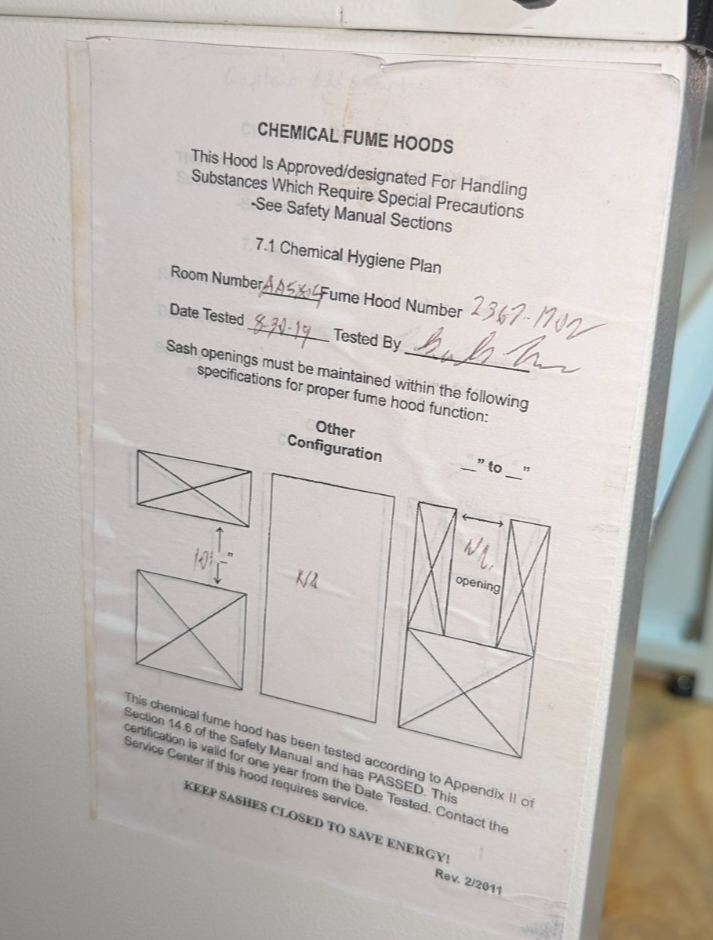 CHEMICAL FUME HOODS
This Hood Is Approved/designated For Handling
Substances Which Require Special Precautions
-See Safety Manual Sections
7.1 Chemical Hygiene Plan
Room Number Fume Hood Number 2367-1702
Date Tested 8-30-19 Tested By
Sash openings must be maintained within the following
specifications for proper fume hood function:
Other
Configuration
_" to _"
N/A
opening
This chemical fume hood has been tested according to Appendix II of
Section 14.6 of the Safety Manual and has PASSED. This
certification is valid for one year from the Date Tested. Contact the
Service Center if this hood requires service.
KEEP SASHES CLOSED TO SAVE ENERGY!
Rev. 2/2011